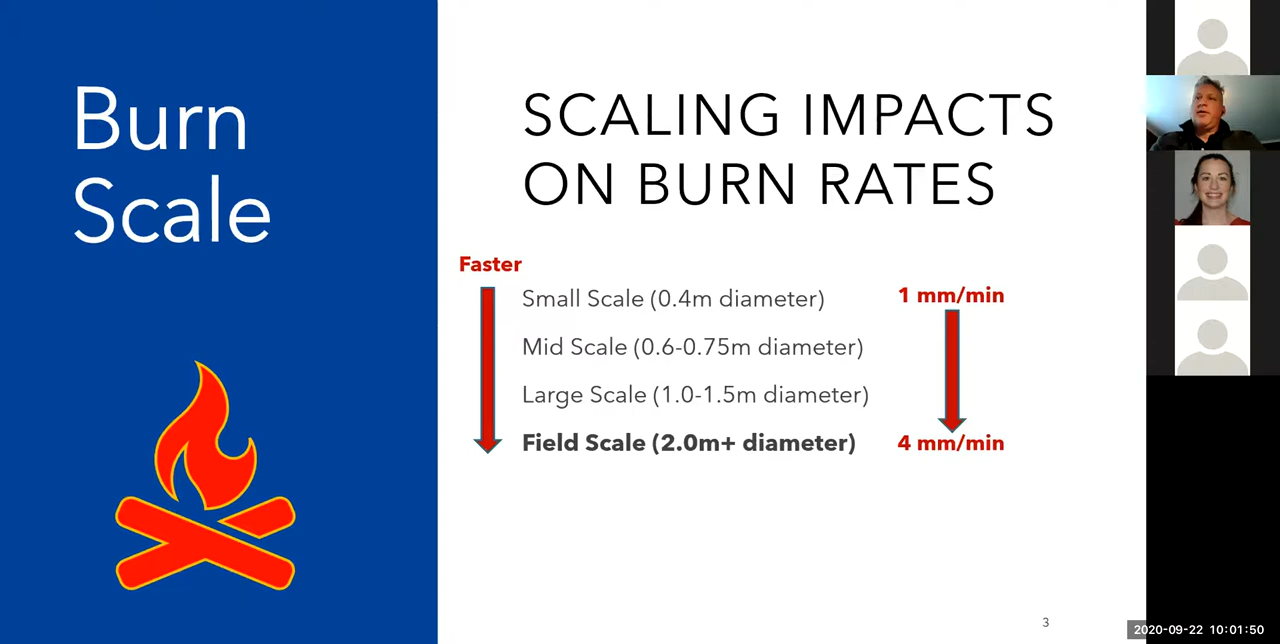 Burn
Scale
SCALING IMPACTS
ON BURN RATES
Faster
Small Scale (0.4m diameter)
1 mm/min
Mid Scale (0.6-0.75m diameter)
Large Scale (1.0-1.5m diameter)
Field Scale (2.0m+ diameter)
4 mm/min
3
2020-09-22 10:01:50